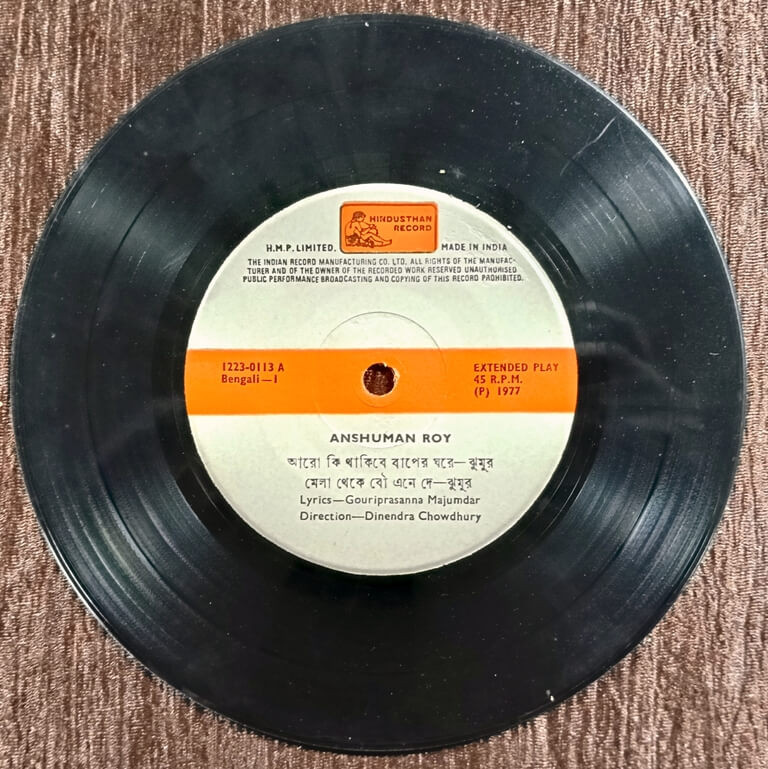 HINDUSTHAN
RECORD
H.M.P. LIMITED. MADE IN INDIA
THE INDIAN RECORD MANUFACTURING CO. LTD. ALL RIGHTS OF THE MANUFAC-
TURER AND OF THE OWNER OF THE RECORDED WORK RESERVED UNAUTHORISED
PUBLIC PERFORMANCE BROADCASTING AND COPYING OF THIS RECORD PROHIBITED.
1223-0113 A EXTENDED PLAY
Bengali—1 45 R.P.M.
(P) 1977
ANSHUMAN ROY
আরো কি থাকিবে বাপের ঘরে—ঝুমুর
মেলা থেকে বৌ এনে দে—ঝুমুর
Lyrics—Gouriprasanna Majumdar
Direction—Dinendra Chowdhury